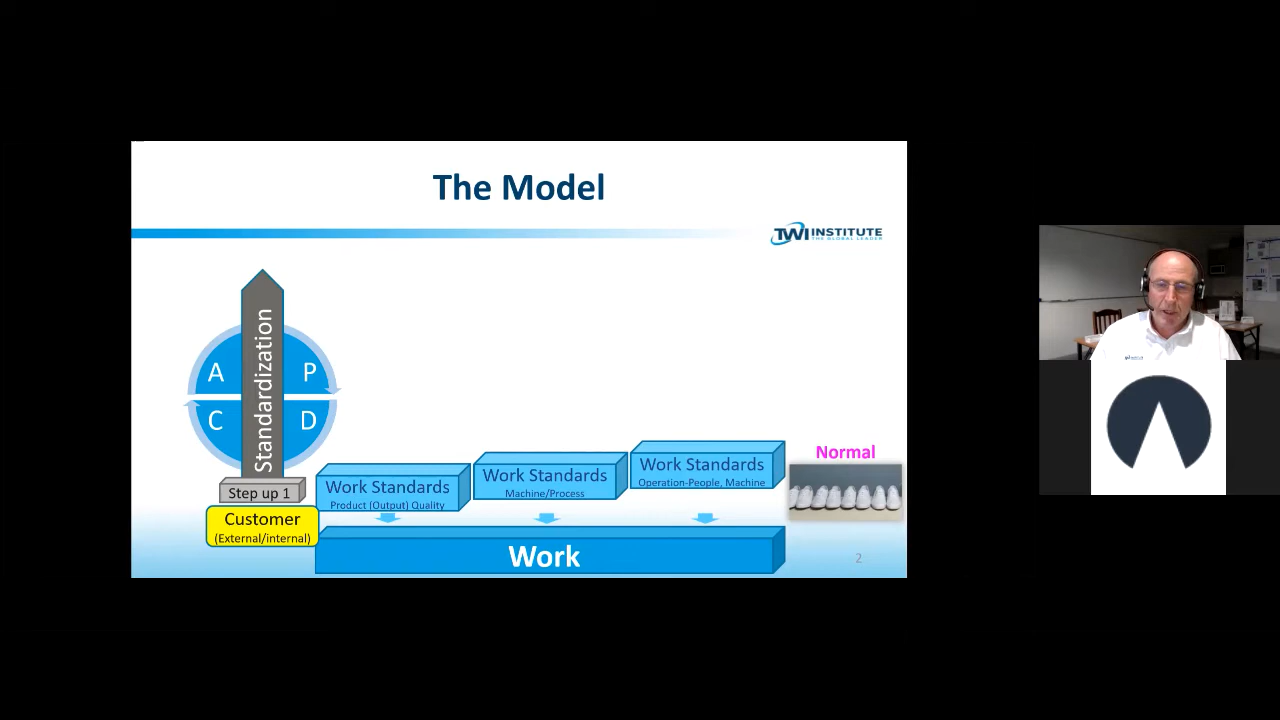 The Model
TWI INSTITUTE
THE GLOBAL LEADER
Standardization
A
P
C
D
Step up 1
Customer
(External/internal)
Work Standards
Product (Output) Quality
Work Standards
Machine/Process
Work Standards
Operation-People, Machine
Normal
Work
2